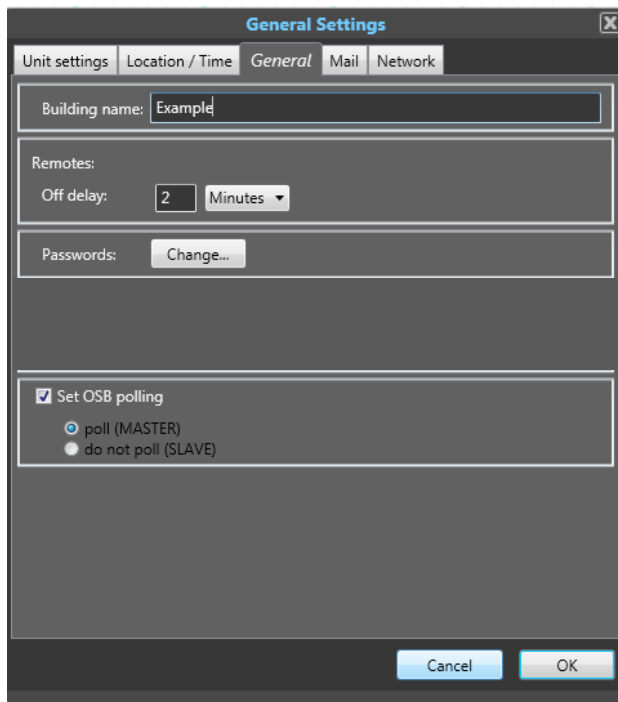 General Settings
Unit settings Location / Time General Mail Network
Building name: Example
Remotes:
Off delay: 2 Minutes
Passwords: Change...
Set OSB polling
poll (MASTER)
do not poll (SLAVE)
Cancel OK